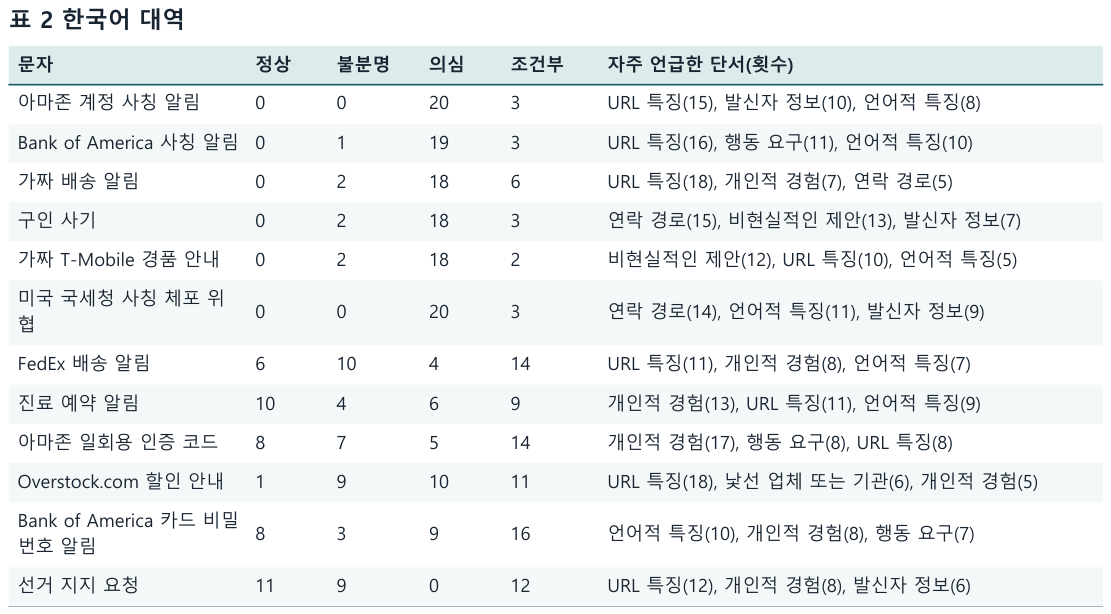 표 2 한국어 대역
문자 정상 불분명 의심 조건부 자주 언급한 단서(횟수)
아마존 계정 사칭 알림 0 0 20 3 URL 특징(15), 발신자 정보(10), 언어적 특징(8)
Bank of America 사칭 알림 0 1 19 3 URL 특징(16), 행동 요구(11), 언어적 특징(10)
가짜 배송 알림 0 2 18 6 URL 특징(18), 개인적 경험(7), 연락 경로(5)
구인 사기 0 2 18 3 연락 경로(15), 비현실적인 제안(13), 발신자 정보(7)
가짜 T-Mobile 경품 안내 0 2 18 2 비현실적인 제안(12), URL 특징(10), 언어적 특징(5)
미국 국세청 사칭 체포 위
협 0 0 20 3 연락 경로(14), 언어적 특징(11), 발신자 정보(9)
FedEx 배송 알림 6 10 4 14 URL 특징(11), 개인적 경험(8), 언어적 특징(7)
진료 예약 알림 10 4 6 9 개인적 경험(13), URL 특징(11), 언어적 특징(9)
아마존 일회용 인증 코드 8 7 5 14 개인적 경험(17), 행동 요구(8), URL 특징(8)
Overstock.com 할인 안내 1 9 10 11 URL 특징(18), 낯선 업체 또는 기관(6), 개인적 경험(5)
Bank of America 카드 비밀
번호 알림 8 3 9 16 언어적 특징(10), 개인적 경험(8), 행동 요구(7)
선거 지지 요청 11 9 0 12 URL 특징(12), 개인적 경험(8), 발신자 정보(6)